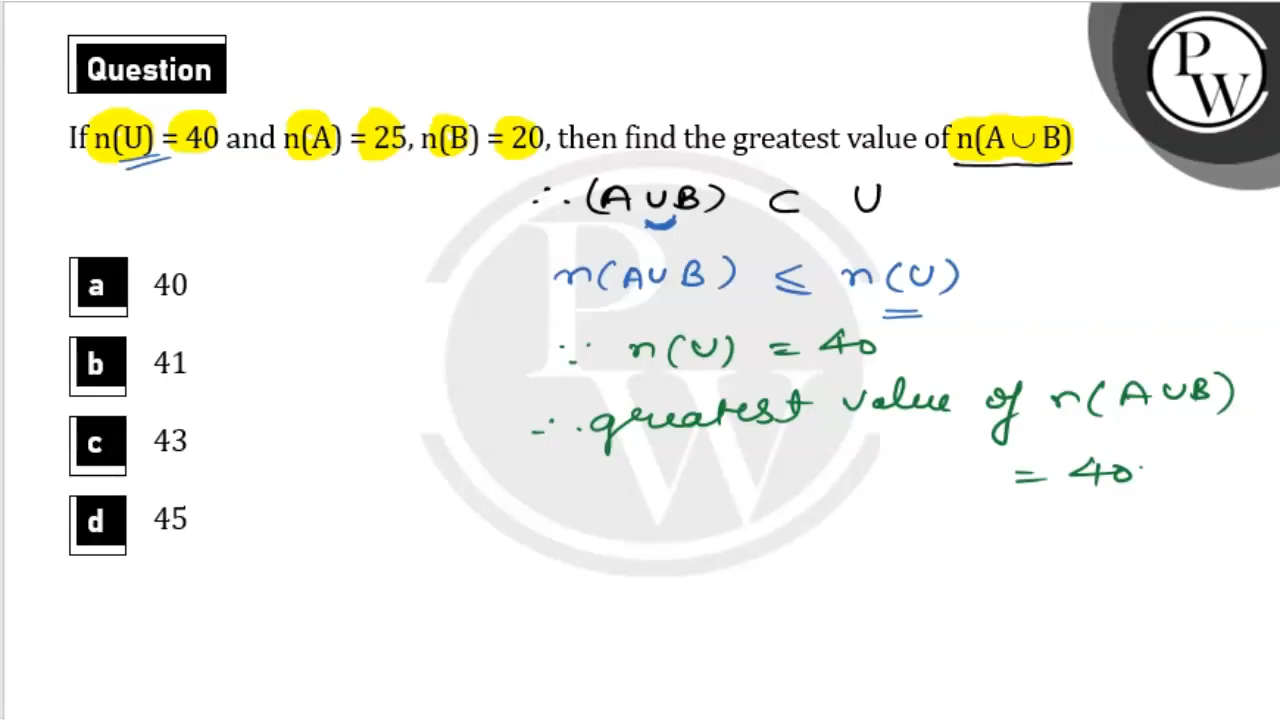 Question
If n(U) = 40 and n(A) = 25, n(B) = 20, then find the greatest value of n(A ∪ B)
∴ (A ∪ B) ⊂ U
n(A ∪ B) ≤ n(U)
∵ n(U) = 40
∴ greatest value of n(A ∪ B)
= 40.
a 40
b 41
c 43
d 45
PW
PW